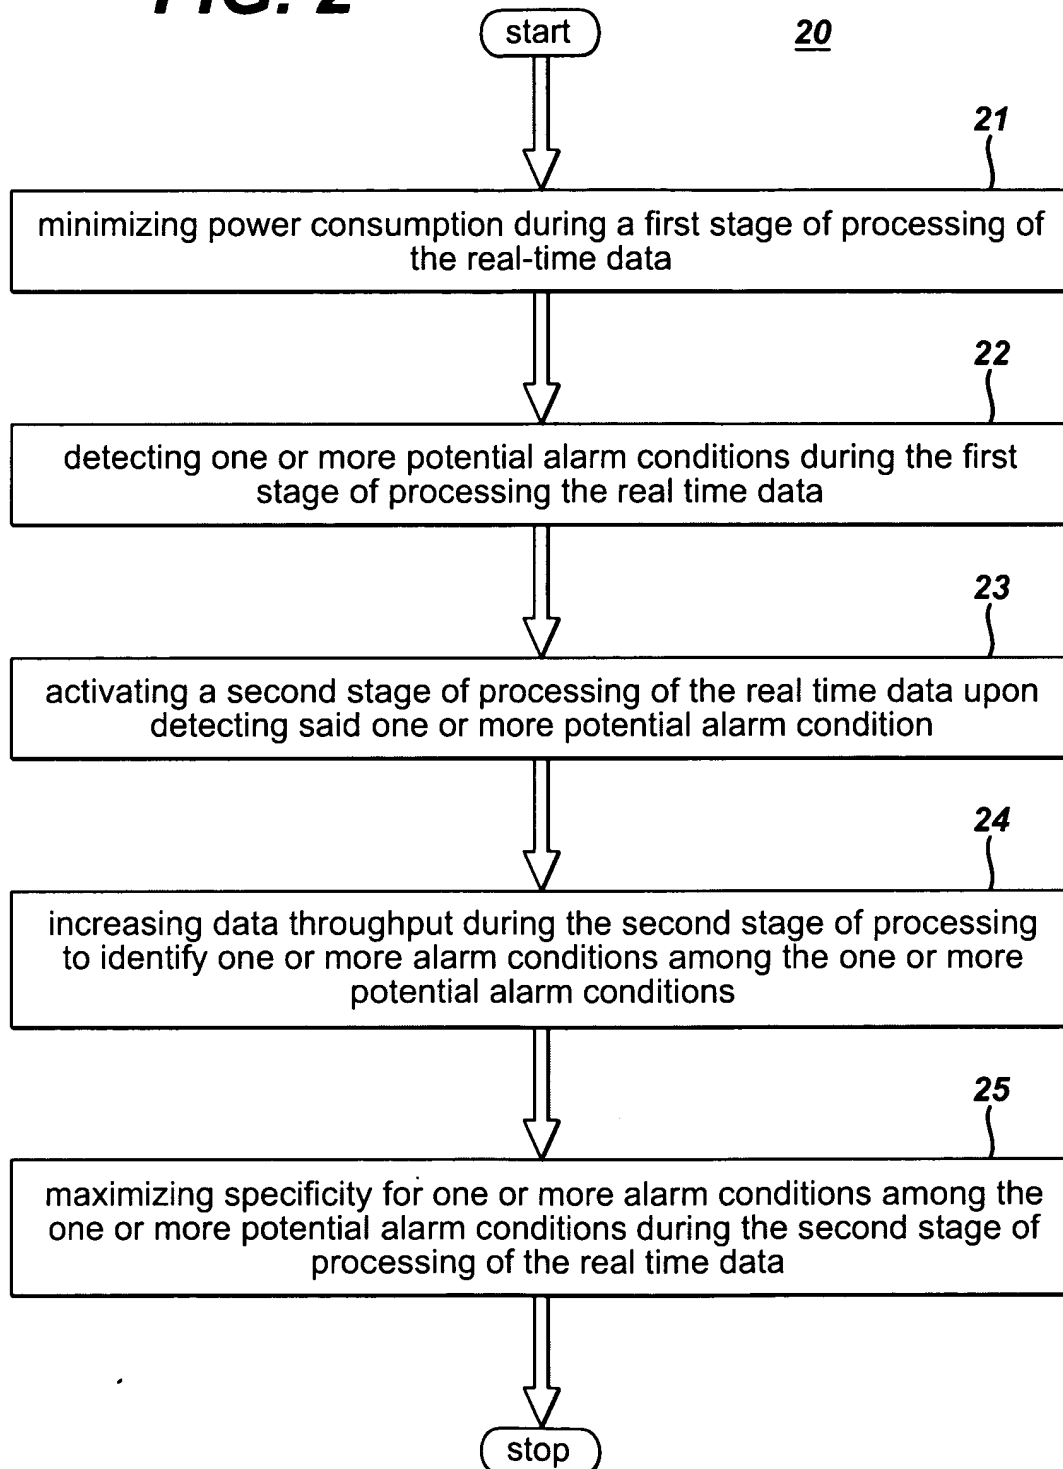 FIG. 2
start
20
21
minimizing power consumption during a first stage of processing of
the real-time data
22
detecting one or more potential alarm conditions during the first
stage of processing the real time data
23
activating a second stage of processing of the real time data upon
detecting said one or more potential alarm condition
24
increasing data throughput during the second stage of processing
to identify one or more alarm conditions among the one or more
potential alarm conditions
25
maximizing specificity for one or more alarm conditions among the
one or more potential alarm conditions during the second stage of
processing of the real time data
stop